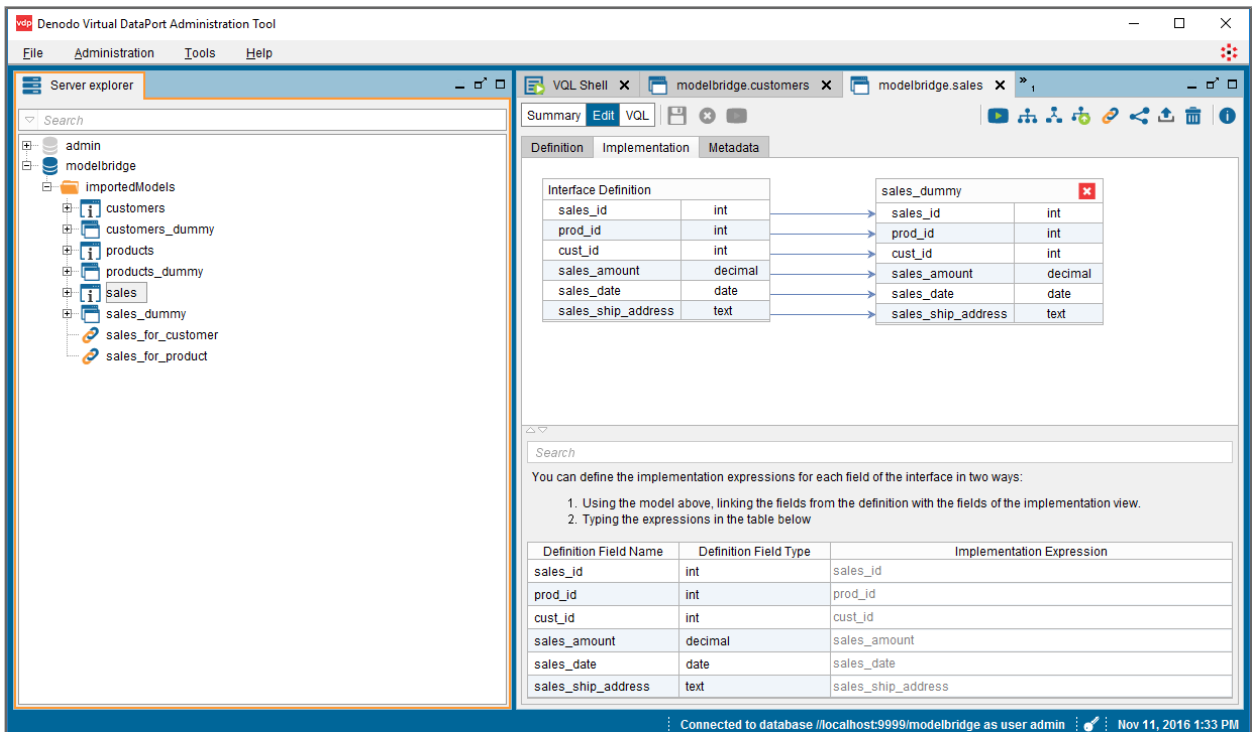 vdp Denodo Virtual DataPort Administration Tool
File Administration Tools Help
Server explorer
Search
admin
modelbridge
importedModels
customers
customers_dummy
products
products_dummy
sales
sales_dummy
sales_for_customer
sales_for_product
VQL Shell modelbridge.customers modelbridge.sales » 1
Summary Edit VQL
Definition Implementation Metadata
Interface Definition
sales_id int
prod_id int
cust_id int
sales_amount decimal
sales_date date
sales_ship_address text
sales_dummy
sales_id int
prod_id int
cust_id int
sales_amount decimal
sales_date date
sales_ship_address text
Search
You can define the implementation expressions for each field of the interface in two ways:
1. Using the model above, linking the fields from the definition with the fields of the implementation view.
2. Typing the expressions in the table below
Definition Field Name Definition Field Type Implementation Expression
sales_id int sales_id
prod_id int prod_id
cust_id int cust_id
sales_amount decimal sales_amount
sales_date date sales_date
sales_ship_address text sales_ship_address
Connected to database //localhost:9999/modelbridge as user admin Nov 11, 2016 1:33 PM